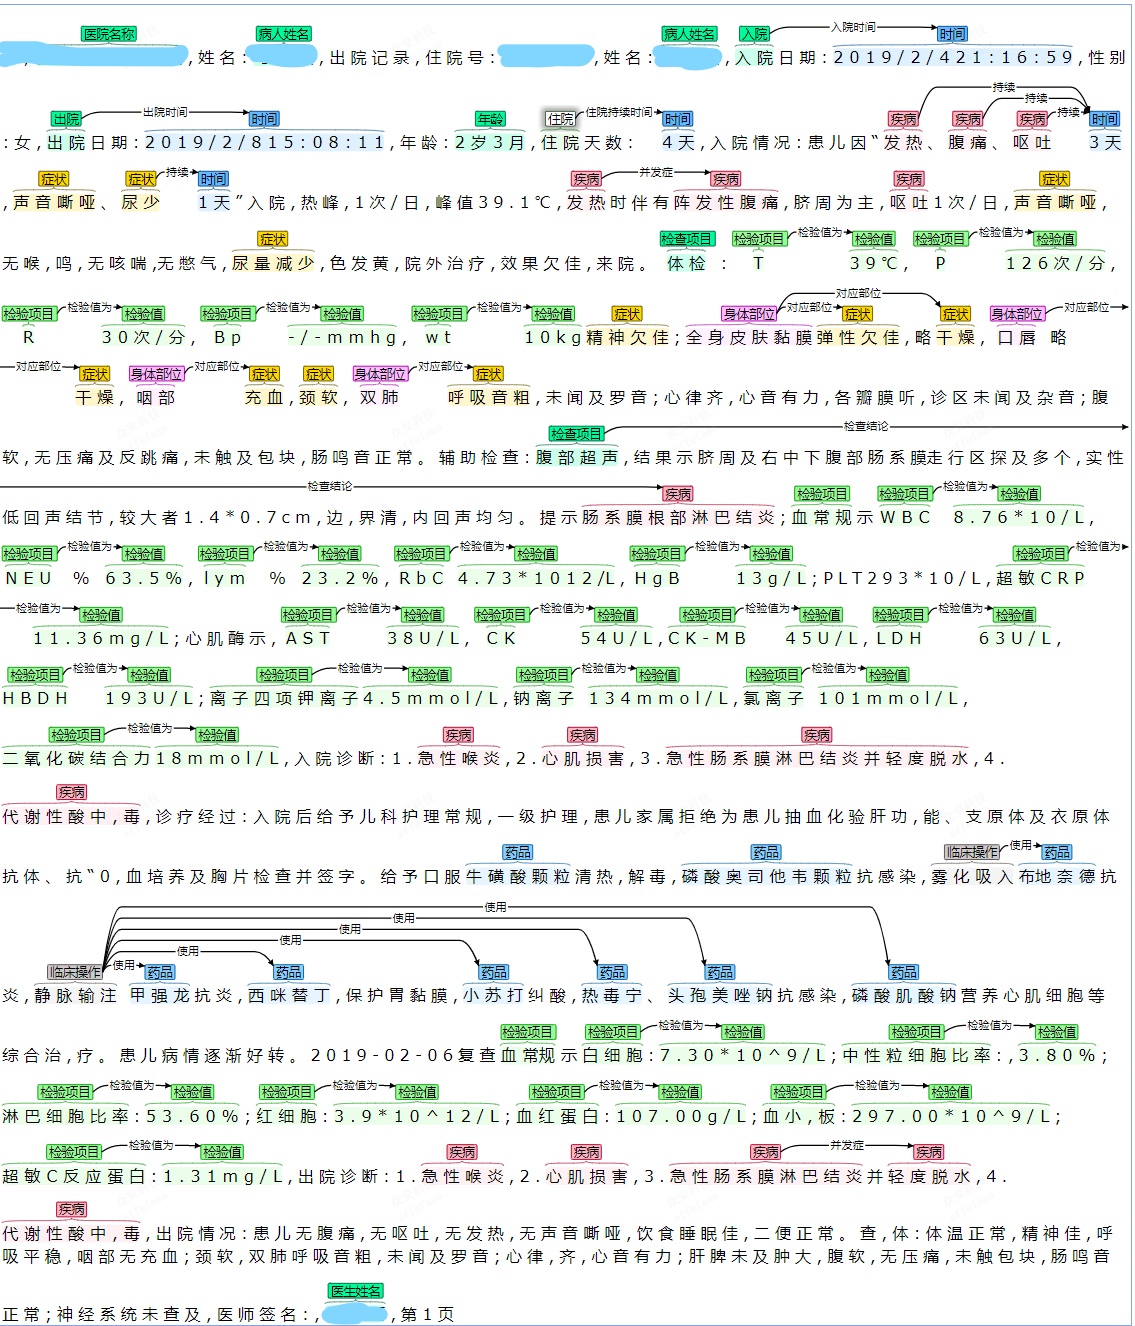 医院名称 病人姓名 病人姓名 入院 入院时间 时间
, ,姓名: ,出院记录,住院号: ,姓名: ,入院日期:2019/2/421:16:59,性别
出院 出院时间 时间 年龄 住院 住院持续时间 时间 疾病 疾病 疾病 持续 持续 持续 时间
:女,出院日期:2019/2/815:08:11,年龄:2岁3月,住院天数: 4天,入院情况:患儿因“发热、腹痛、呕吐 3天
症状 症状 持续 时间 疾病 并发症 疾病 疾病 症状
,声音嘶哑、尿少 1天”入院,热峰,1次/日,峰值39.1℃,发热时伴有阵发性腹痛,脐周为主,呕吐1次/日,声音嘶哑,
症状 检查项目 检验项目 检验值为 检验值 检验项目 检验值为 检验值
无喉,鸣,无咳喘,无憋气,尿量减少,色发黄,院外治疗,效果欠佳,来院。体检: T 39℃, P 126次/分,
检验项目 检验值为 检验值 检验项目 检验值为 检验值 检验项目 检验值为 检验值 症状 身体部位 对应部位 对应部位 症状 症状 身体部位 对应部位
R 30次/分, Bp -/-mmhg, wt 10kg精神欠佳;全身皮肤黏膜弹性欠佳,略干燥,口唇 略
对应部位 症状 身体部位 对应部位 症状 症状 身体部位 对应部位 症状
干燥,咽部 充血,颈软,双肺 呼吸音粗,未闻及罗音;心律齐,心音有力,各瓣膜听,诊区未闻及杂音;腹
检查项目 检查结论
软,无压痛及反跳痛,未触及包块,肠鸣音正常。辅助检查:腹部超声,结果示脐周及右中下腹部肠系膜走行区探及多个,实性
检查结论 疾病 检验项目 检验项目 检验值为 检验值
低回声结节,较大者1.4*0.7cm,边,界清,内回声均匀。提示肠系膜根部淋巴结炎;血常规示WBC 8.76*10/L,
检验项目 检验值为 检验值 检验项目 检验值为 检验值 检验项目 检验值为 检验值 检验项目 检验值为 检验值 检验项目 检验值为
NEU %63.5%,lym %23.2%,RbC 4.73*1012/L,HgB 13g/L;PLT293*10/L,超敏CRP
检验值为 检验值 检验项目 检验值为 检验值 检验项目 检验值为 检验值 检验项目 检验值为 检验值 检验项目 检验值为 检验值
11.36mg/L;心肌酶示,AST 38U/L,CK 54U/L,CK-MB 45U/L,LDH 63U/L,
检验项目 检验值为 检验值 检验项目 检验值为 检验值 检验项目 检验值为 检验值 检验项目 检验值为 检验值
HBDH 193U/L;离子四项钾离子4.5mmol/L,钠离子 134mmol/L,氯离子 101mmol/L,
检验项目 检验值为 检验值 疾病 疾病 疾病
二氧化碳结合力18mmol/L,入院诊断:1.急性喉炎,2.心肌损害,3.急性肠系膜淋巴结炎并轻度脱水,4.
疾病
代谢性酸中,毒,诊疗经过:入院后给予儿科护理常规,一级护理,患儿家属拒绝为患儿抽血化验肝功,能、支原体及衣原体
药品 药品 临床操作 使用 药品
抗体、抗“0,血培养及胸片检查并签字。给予口服牛磺酸颗粒清热,解毒,磷酸奥司他韦颗粒抗感染,雾化吸入布地奈德抗
使用
使用
使用
使用
使用
临床操作 使用 药品 药品 药品 药品 药品 药品
炎,静脉输注 甲强龙抗炎,西咪替丁,保护胃黏膜,小苏打纠酸,热毒宁、头孢美唑钠抗感染,磷酸肌酸钠营养心肌细胞等
检验项目 检验项目 检验值为 检验值 检验项目 检验值为 检验值
综合治,疗。患儿病情逐渐好转。2019-02-06复查血常规示白细胞:7.30*10^9/L;中性粒细胞比率:,3.80%;
检验项目 检验值为 检验值 检验项目 检验值为 检验值 检验项目 检验值为 检验值 检验项目 检验值为 检验值
淋巴细胞比率:53.60%;红细胞:3.9*10^12/L;血红蛋白:107.00g/L;血小,板:297.00*10^9/L;
检验项目 检验值为 检验值 疾病 疾病 疾病 并发症 疾病
超敏C反应蛋白:1.31mg/L,出院诊断:1.急性喉炎,2.心肌损害,3.急性肠系膜淋巴结炎并轻度脱水,4.
疾病
代谢性酸中,毒,出院情况:患儿无腹痛,无呕吐,无发热,无声音嘶哑,饮食睡眠佳,二便正常。查,体:体温正常,精神佳,呼
吸平稳,咽部无充血;颈软,双肺呼吸音粗,未闻及罗音;心律,齐,心音有力;肝脾未及肿大,腹软,无压痛,未触包块,肠鸣音
医生姓名
正常;神经系统未查及,医师签名:, ,第1页